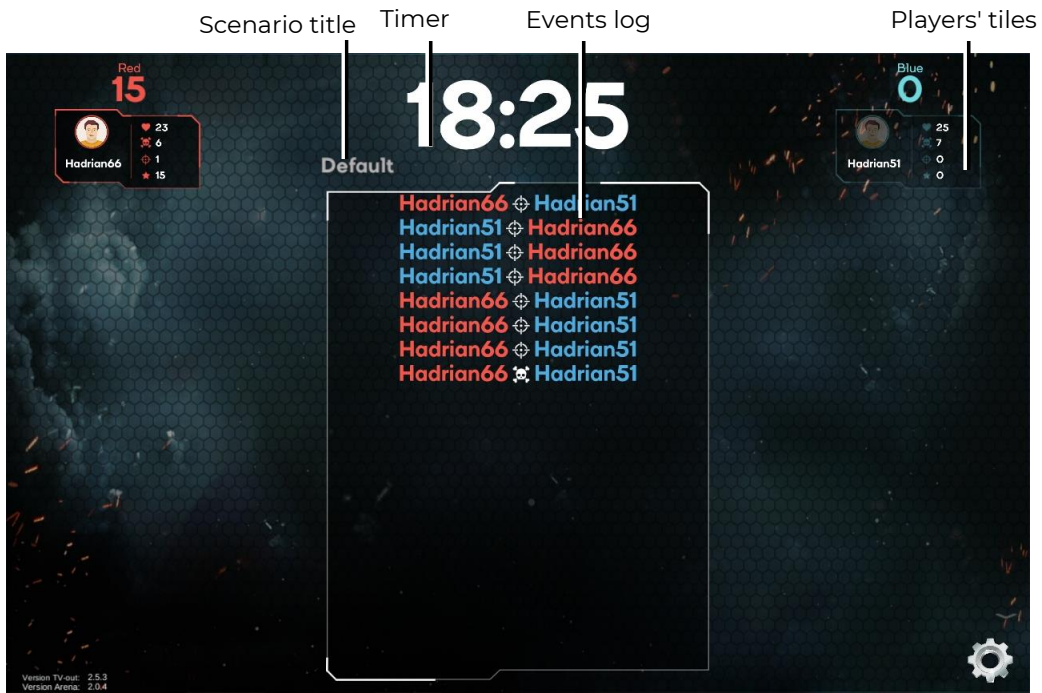 Scenario title
Timer
Events log
Players' tiles
Red
15
Hadrian66
23
6
1
15
18:25
Default
Blue
0
Hadrian51
25
7
0
0
Hadrian66 Hadrian51
Hadrian51 Hadrian66
Hadrian51 Hadrian66
Hadrian51 Hadrian66
Hadrian66 Hadrian51
Hadrian66 Hadrian51
Hadrian66 Hadrian51
Hadrian66 Hadrian51
Version TV-out: 2.5.3
Version Arena: 2.0.4